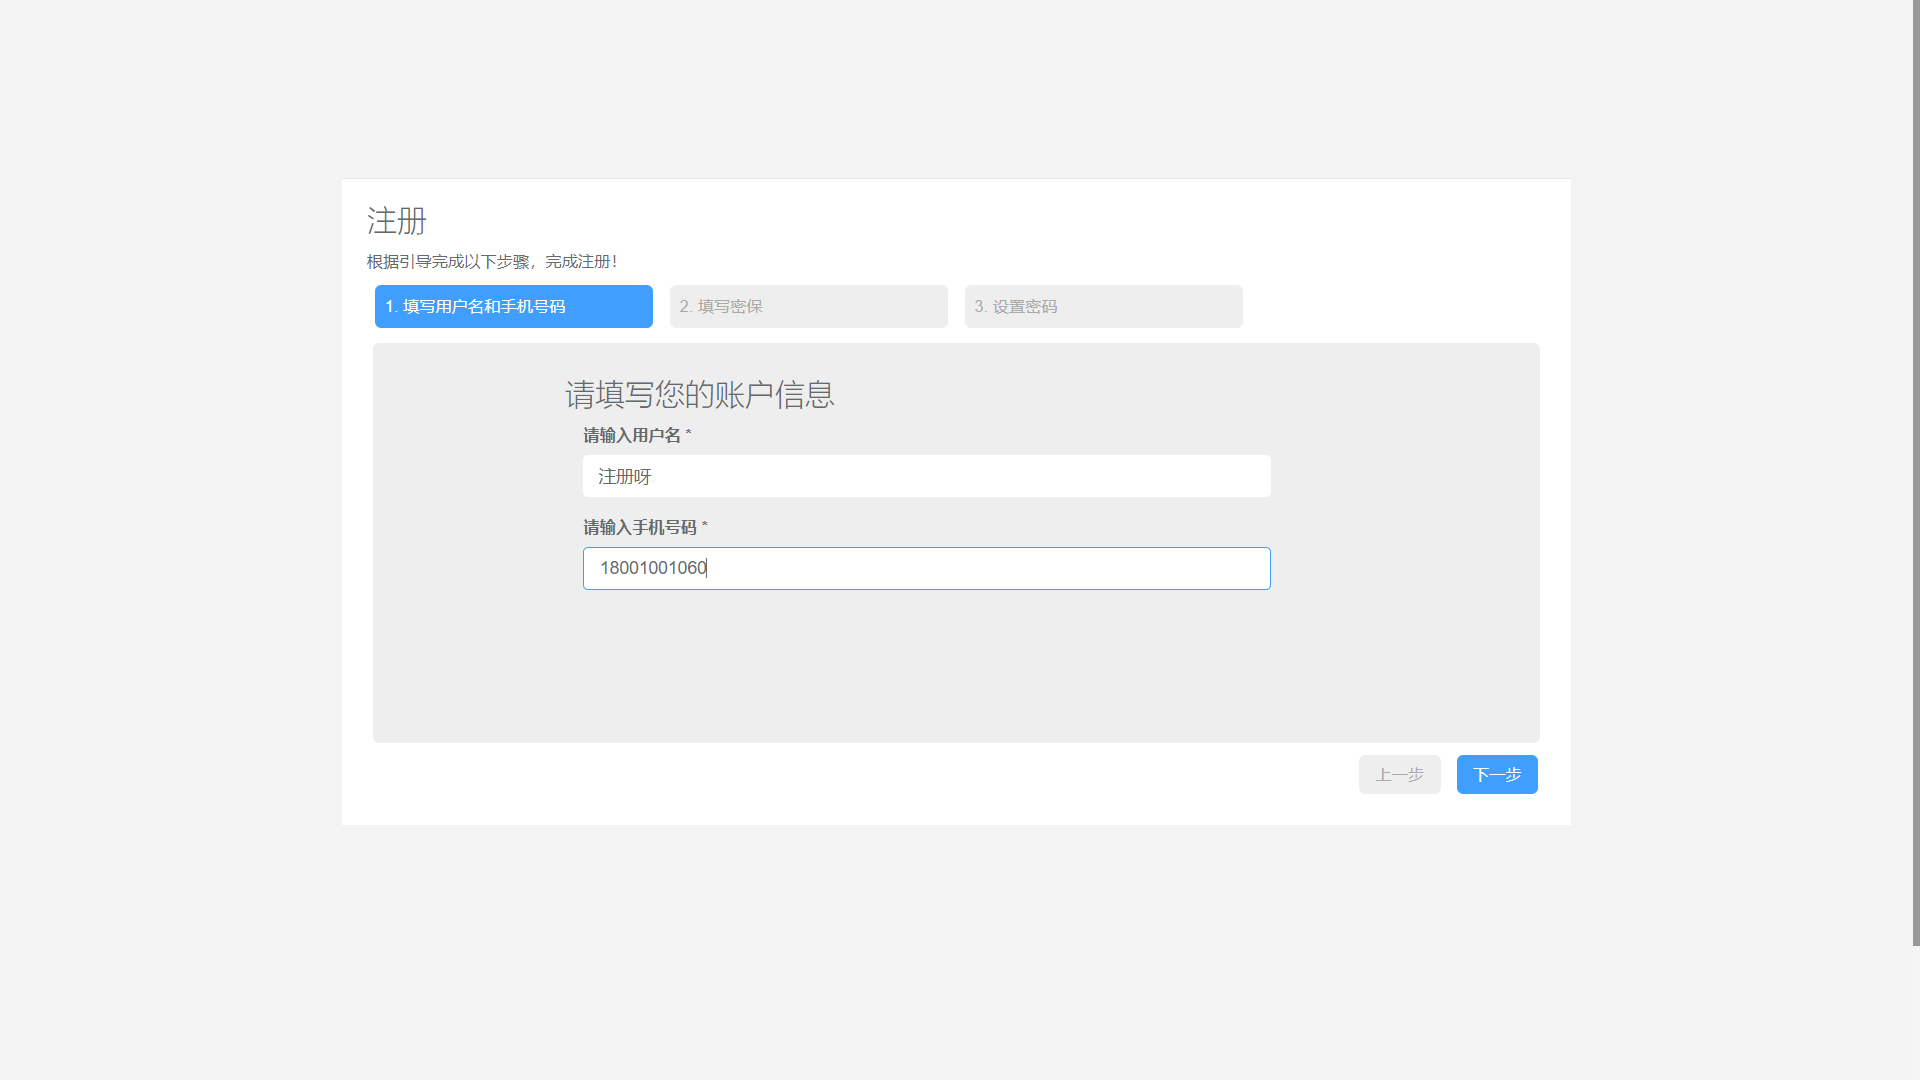 注册
根据引导完成以下步骤，完成注册！
1. 填写用户名和手机号码
2. 填写密保
3. 设置密码
请填写您的账户信息
请输入用户名 *
注册呀
请输入手机号码 *
18001001060
上一步
下一步